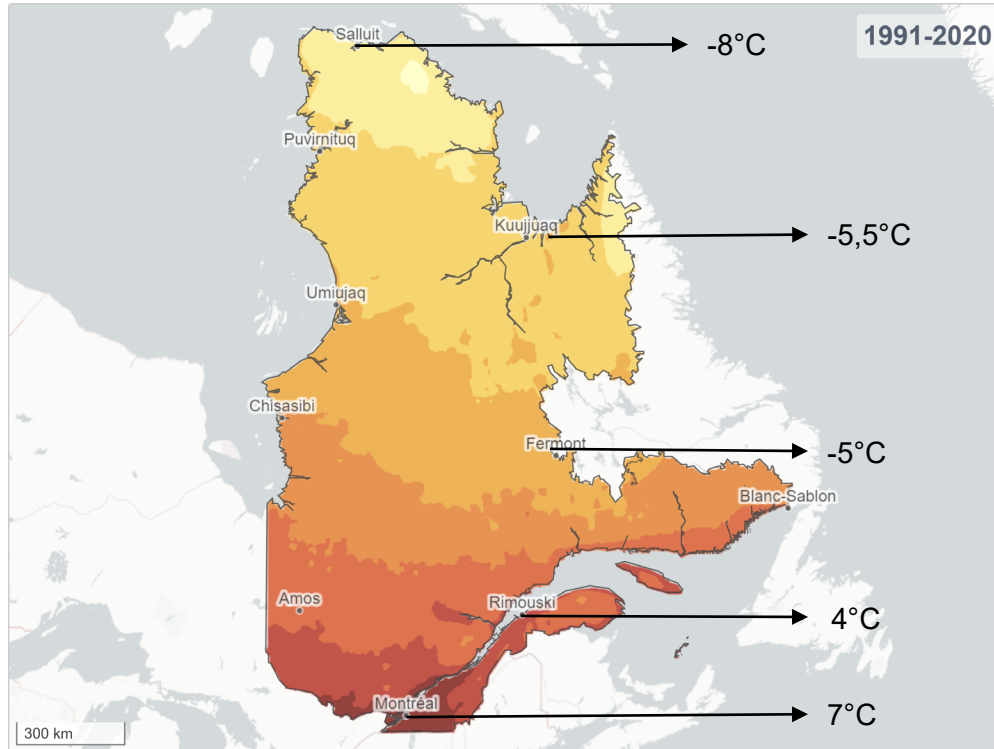 Salluit
-8°C
1991-2020
Puvirnituq
Kuujjuaq
-5,5°C
Umiujaq
Chisasibi
Fermont
-5°C
Blanc-Sablon
Amos
Rimouski
4°C
Montréal
7°C
300 km